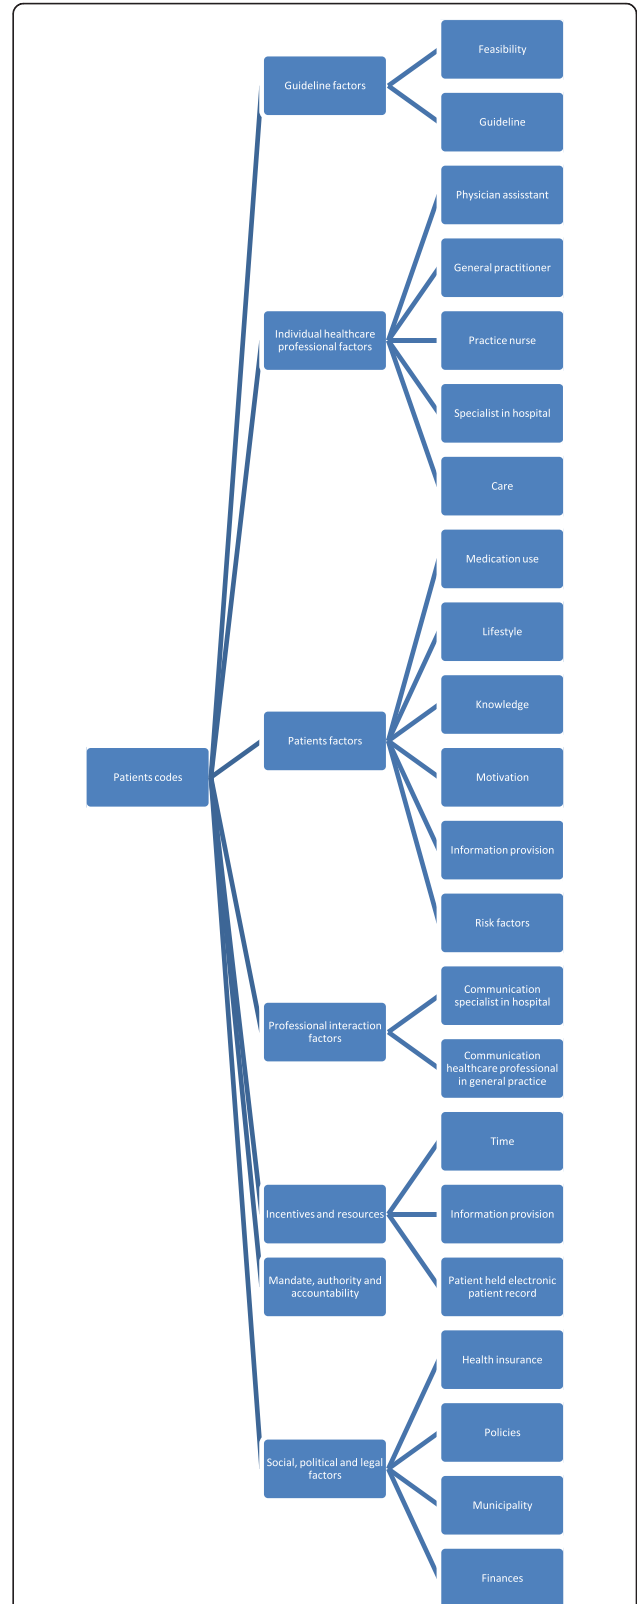 Feasibility
Guideline factors
Guideline
Physician assisstant
General practitioner
Individual healthcare
professional factors
Practice nurse
Specialist in hospital
Care
Medication use
Lifestyle
Knowledge
Patients factors
Patients codes
Motivation
Information provision
Risk factors
Communication
specialist in hospital
Professional interaction
factors
Communication
healthcare professional
in general practice
Time
Incentives and resources
Information provision
Mandate, authority and
accountability
Patient held electronic
patient record
Health insurance
Policies
Social, political and legal
factors
Municipality
Finances